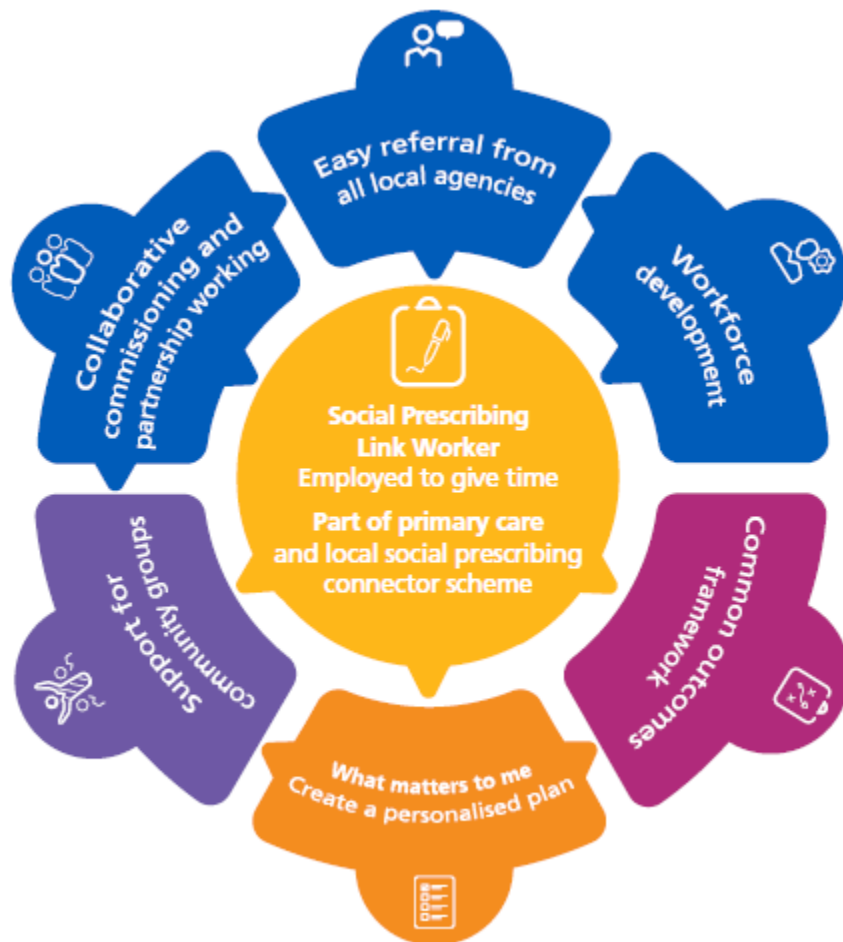 Easy referral from
all local agencies
Workforce
development
Common outcomes
framework
What matters to me
Create a personalised plan
Support for
community groups
Collaborative
commissioning and
partnership working
Social Prescribing
Link Worker
Employed to give time
Part of primary care
and local social prescribing
connector scheme